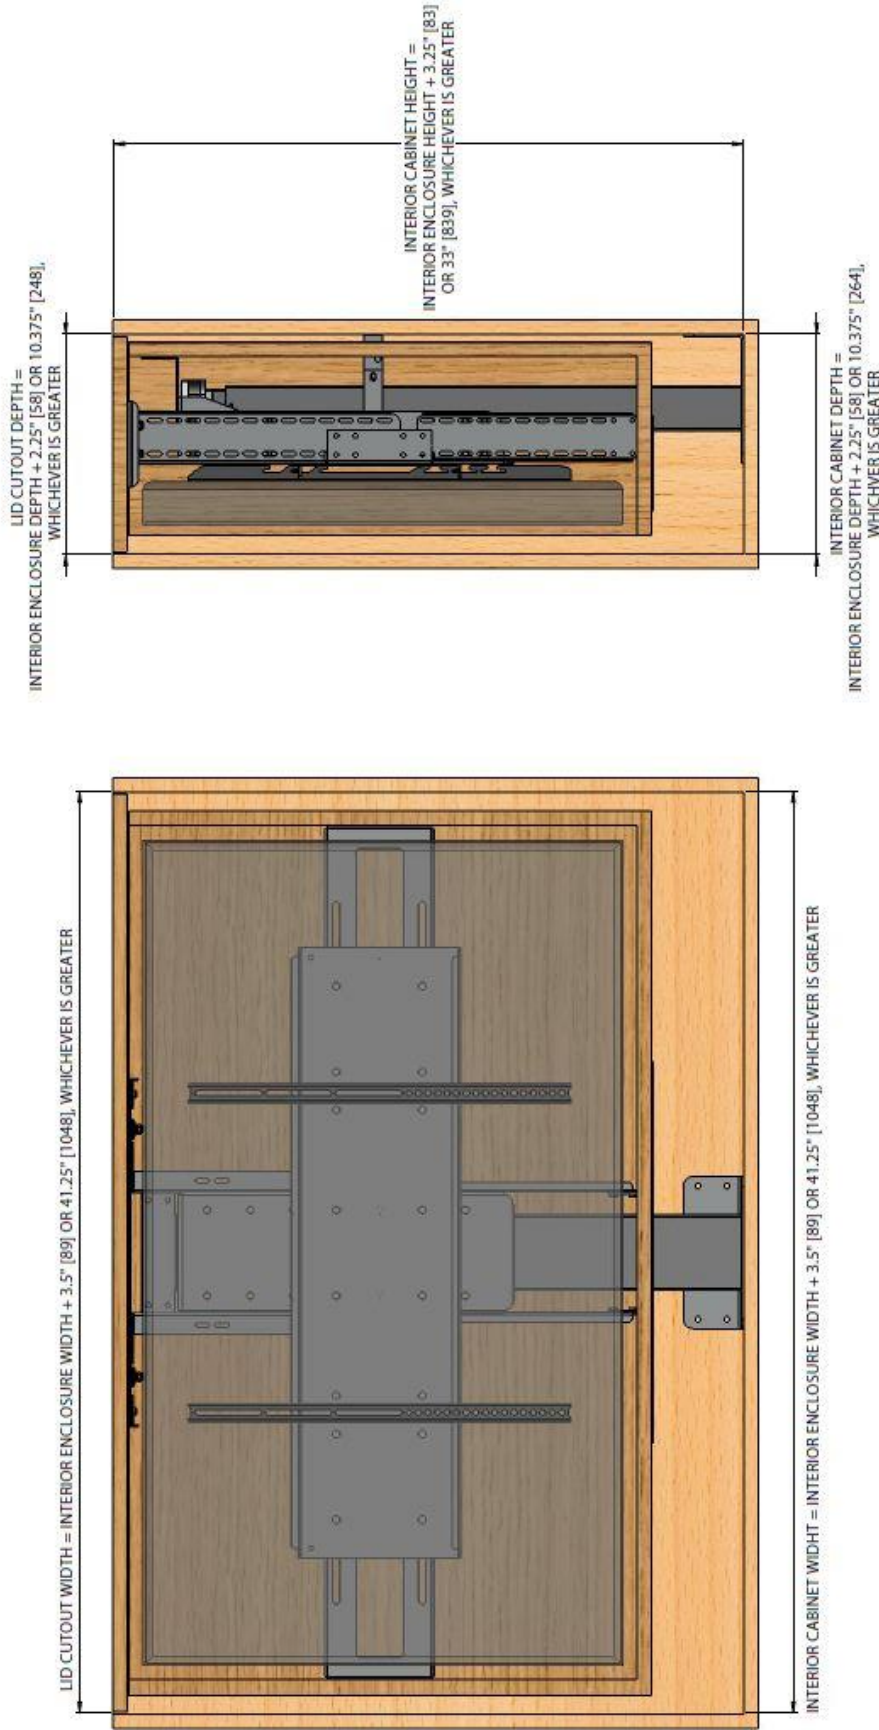 LID CUTOUT WIDTH = INTERIOR ENCLOSURE WIDTH + 3.5" [89] OR 41.25" [1048], WHICHEVER IS GREATER
INTERIOR CABINET WIDHT = INTERIOR ENCLOSURE WIDTH + 3.5" [89] OR 41.25" [1048], WHICHEVER IS GREATER
LID CUTOUT DEPTH =
INTERIOR ENCLOSURE DEPTH + 2.25" [58] OR 10.375" [248],
WHICHEVER IS GREATER
INTERIOR CABINET HEIGHT =
INTERIOR ENCLOSURE HEIGHT + 3.25" [83]
OR 33" [839], WHICHEVER IS GREATER
INTERIOR CABINET DEPTH =
INTERIOR ENCLOSURE DEPTH + 2.25" [58] OR 10.375" [264],
WHICHVER IS GREATER